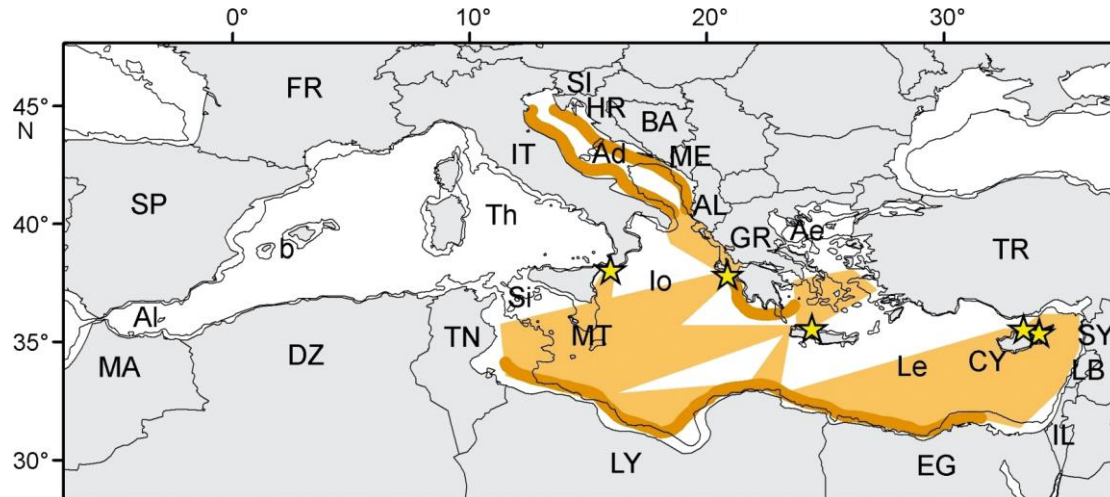 0° 10° 20° 30°
45°
N
40°
35°
30°
FR SI
HR
BA
IT Ad ME
SP Th AL
b GR Ae TR
Io
Al Si
MA DZ TN MT CY SY
Le LB
IL
LY EG